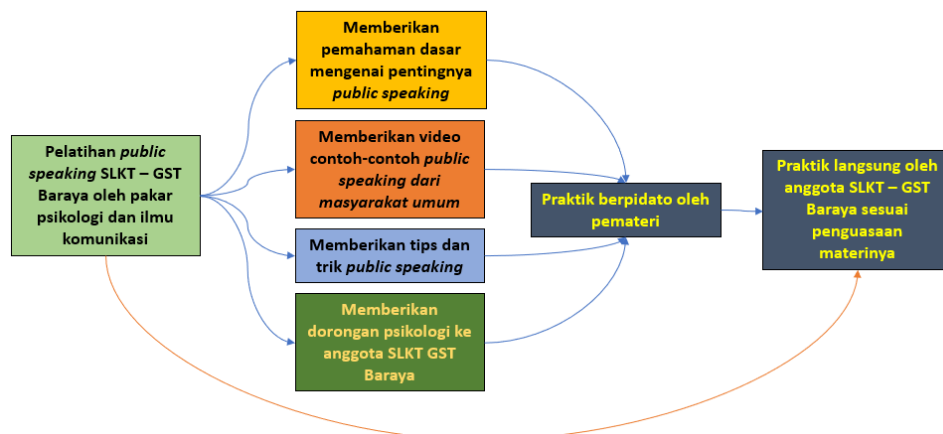 Pelatihan public
speaking SLKT – GST
Baraya oleh pakar
psikologi dan ilmu
komunikasi
Memberikan
pemahaman dasar
mengenai pentingnya
public speaking
Memberikan video
contoh-contoh public
speaking dari
masyarakat umum
Memberikan tips dan
trik public speaking
Memberikan
dorongan psikologi ke
anggota SLKT GST
Baraya
Praktik berpidato oleh
pemateri
Praktik langsung oleh
anggota SLKT – GST
Baraya sesuai
penguasaan
materinya